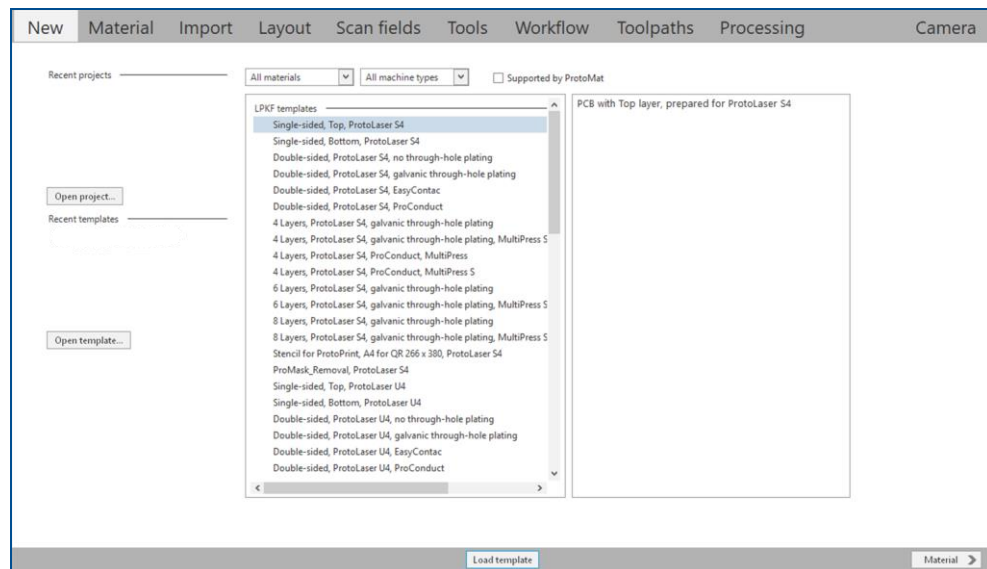 New Material Import Layout Scan fields Tools Workflow Toolpaths Processing Camera
Recent projects
All materials All machine types Supported by ProtoMat
LPKF templates
Single-sided, Top, ProtoLaser S4
Single-sided, Bottom, ProtoLaser S4
Double-sided, ProtoLaser S4, no through-hole plating
Double-sided, ProtoLaser S4, galvanic through-hole plating
Double-sided, ProtoLaser S4, EasyContac
Double-sided, ProtoLaser S4, ProConduct
4 Layers, ProtoLaser S4, galvanic through-hole plating
4 Layers, ProtoLaser S4, galvanic through-hole plating, MultiPress S
4 Layers, ProtoLaser S4, ProConduct, MultiPress
4 Layers, ProtoLaser S4, ProConduct, MultiPress S
6 Layers, ProtoLaser S4, galvanic through-hole plating
6 Layers, ProtoLaser S4, galvanic through-hole plating, MultiPress S
8 Layers, ProtoLaser S4, galvanic through-hole plating
8 Layers, ProtoLaser S4, galvanic through-hole plating, MultiPress S
Stencil for ProtoPrint, A4 for QR 266 x 380, ProtoLaser S4
ProMask_Removal, ProtoLaser S4
Single-sided, Top, ProtoLaser U4
Single-sided, Bottom, ProtoLaser U4
Double-sided, ProtoLaser U4, no through-hole plating
Double-sided, ProtoLaser U4, galvanic through-hole plating
Double-sided, ProtoLaser U4, EasyContac
Double-sided, ProtoLaser U4, ProConduct
PCB with Top layer, prepared for ProtoLaser S4
Open project...
Recent templates
Open template...
Load template
Material